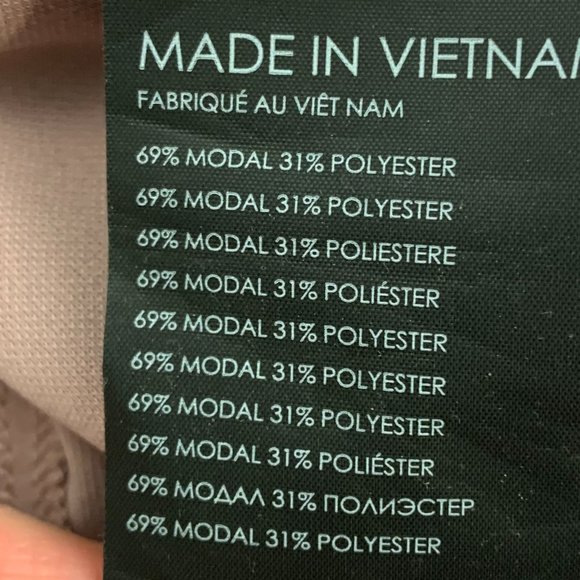 MADE IN VIETNAM
FABRIQUÉ AU VIÊT NAM
69% MODAL 31% POLYESTER
69% MODAL 31% POLYESTER
69% MODAL 31% POLIESTERE
69% MODAL 31% POLIÉSTER
69% MODAL 31% POLYESTER
69% MODAL 31% POLYESTER
69% MODAL 31% POLYESTER
69% MODAL 31% POLIÉSTER
69% МОДАЛ 31% ПОЛИЭСТЕР
69% MODAL 31% POLYESTER